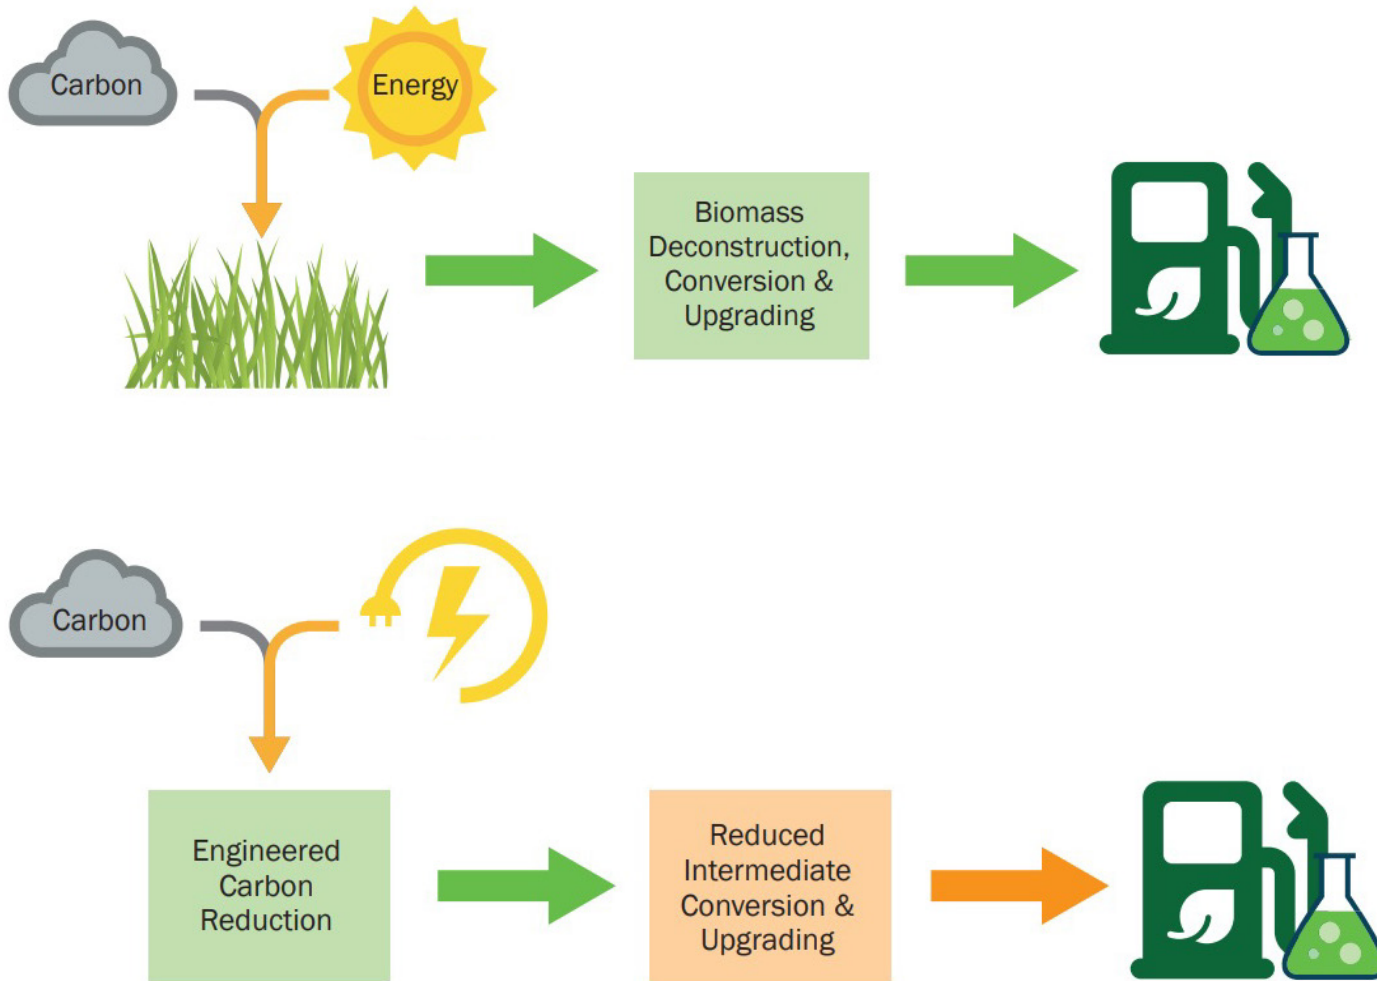 Carbon
Energy
Biomass
Deconstruction,
Conversion &
Upgrading
Carbon
Engineered
Carbon
Reduction
Reduced
Intermediate
Conversion &
Upgrading